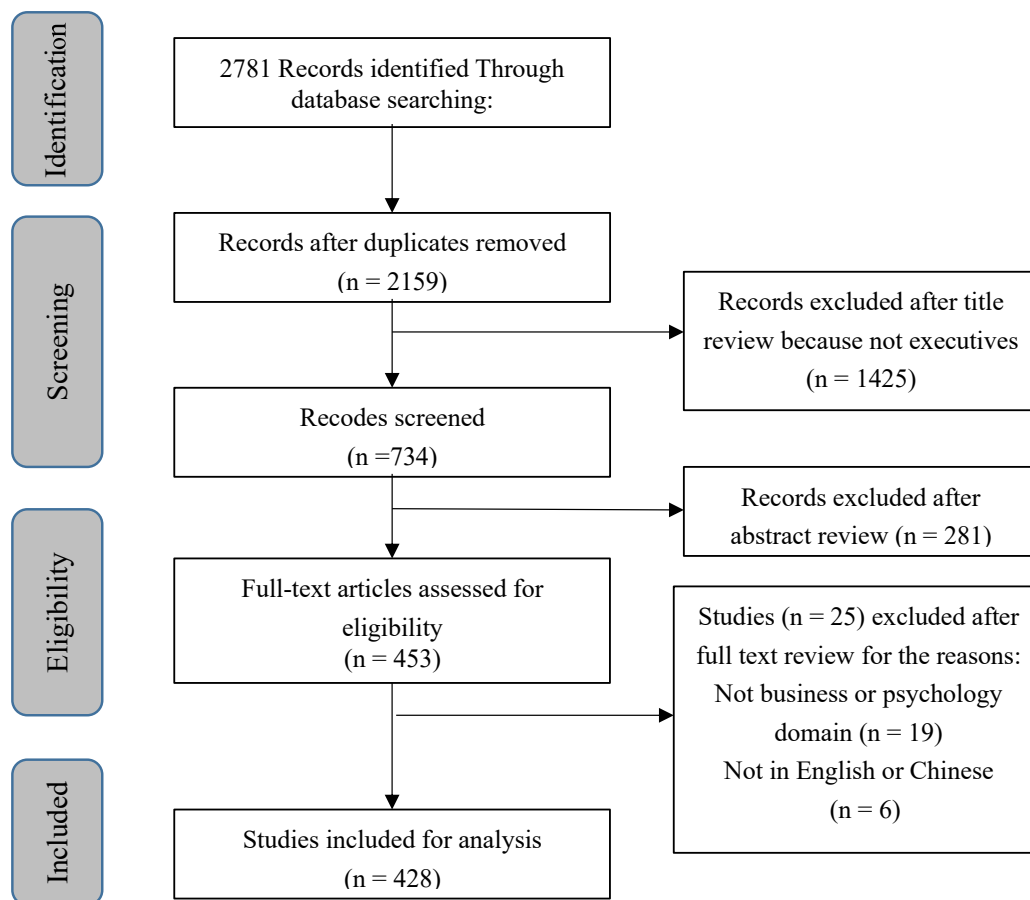 Identification
2781 Records identified Through
database searching:
Screening
Records after duplicates removed
(n = 2159)
Records excluded after title
review because not executives
(n = 1425)
Recodes screened
(n =734)
Records excluded after
abstract review (n = 281)
Eligibility
Full-text articles assessed for
eligibility
(n = 453)
Studies (n = 25) excluded after
full text review for the reasons:
Not business or psychology
domain (n = 19)
Not in English or Chinese
(n = 6)
Included
Studies included for analysis
(n = 428)